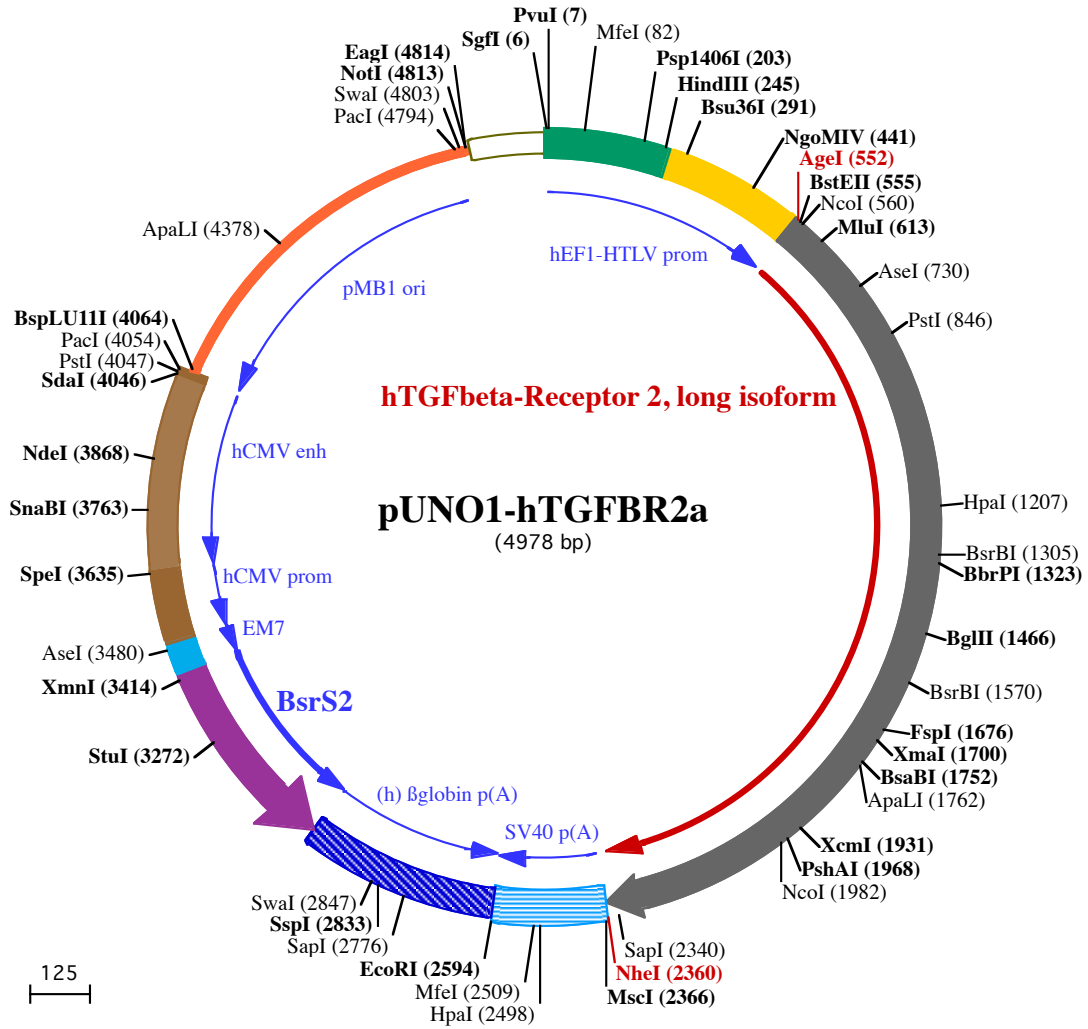 PvuI (7)
SgfI (6)
MfeI (82)
EagI (4814)
NotI (4813)
SwaI (4803)
PacI (4794)
Psp1406I (203)
HindIII (245)
Bsu36I (291)
NgoMIV (441)
AgeI (552)
BstEII (555)
NcoI (560)
MluI (613)
ApaLI (4378)
hEF1-HTLV prom
pMB1 ori
AseI (730)
PstI (846)
BspLU11I (4064)
PacI (4054)
PstI (4047)
SdaI (4046)
hTGFbeta-Receptor 2, long isoform
NdeI (3868)
hCMV enh
SnaBI (3763)
pUNO1-hTGFBR2a
(4978 bp)
HpaI (1207)
BsrBI (1305)
BbrPI (1323)
SpeI (3635)
hCMV prom
EM7
BglII (1466)
AseI (3480)
XmnI (3414)
BsrS2
BsrBI (1570)
StuI (3272)
FspI (1676)
XmaI (1700)
BsaBI (1752)
ApaLI (1762)
(h) ßglobin p(A)
SV40 p(A)
XcmI (1931)
PshAI (1968)
NcoI (1982)
SwaI (2847)
SspI (2833)
SapI (2776)
EcoRI (2594)
MfeI (2509)
HpaI (2498)
SapI (2340)
NheI (2360)
MscI (2366)
125